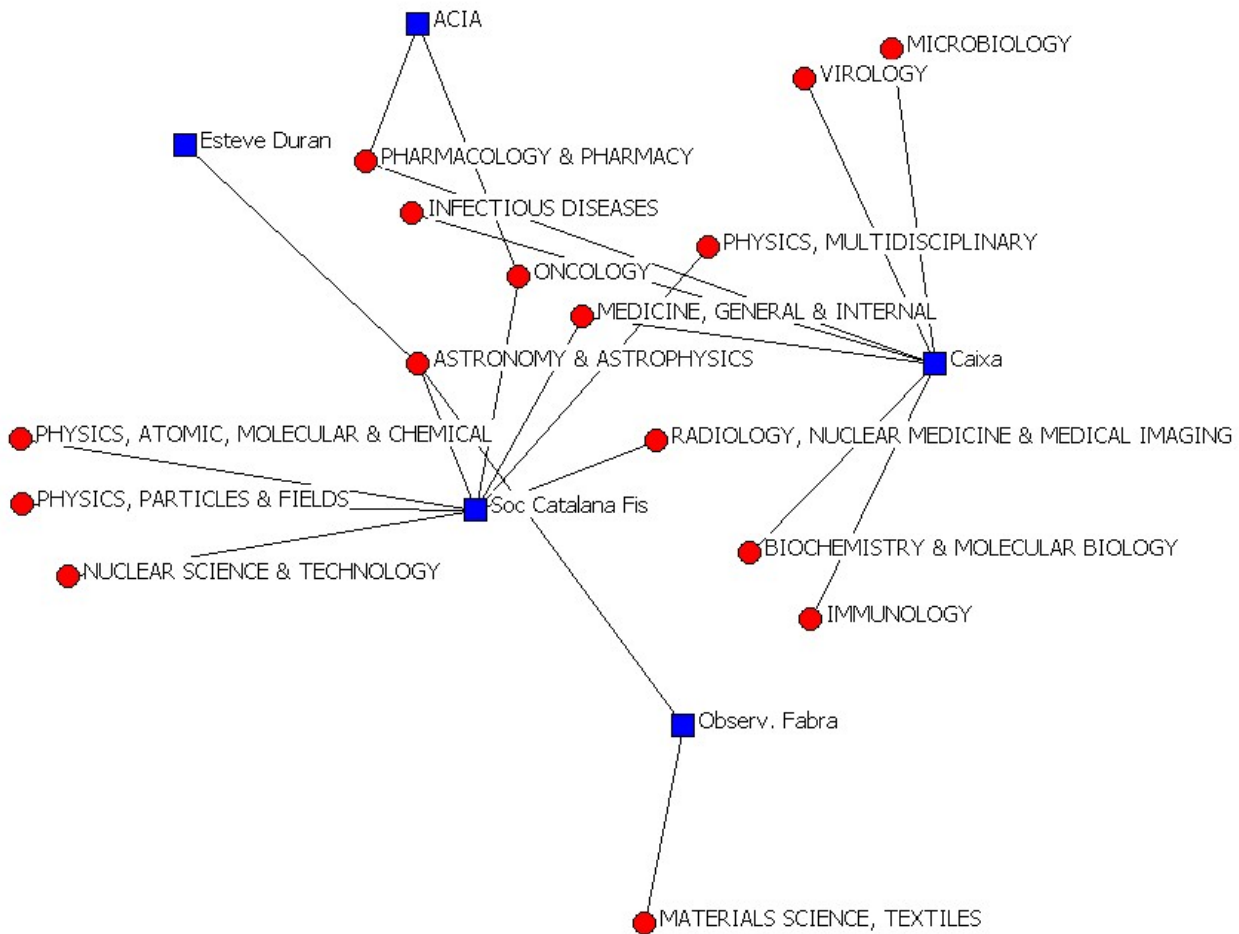 ACIA
MICROBIOLOGY
VIROLOGY
Esteve Duran
PHARMACOLOGY & PHARMACY
INFECTIOUS DISEASES
PHYSICS, MULTIDISCIPLINARY
ONCOLOGY
MEDICINE, GENERAL & INTERNAL
ASTRONOMY & ASTROPHYSICS
Caixa
PHYSICS, ATOMIC, MOLECULAR & CHEMICAL
RADIOLOGY, NUCLEAR MEDICINE & MEDICAL IMAGING
PHYSICS, PARTICLES & FIELDS
Soc Catalana Fis
BIOCHEMISTRY & MOLECULAR BIOLOGY
NUCLEAR SCIENCE & TECHNOLOGY
IMMUNOLOGY
Observ. Fabra
MATERIALS SCIENCE, TEXTILES